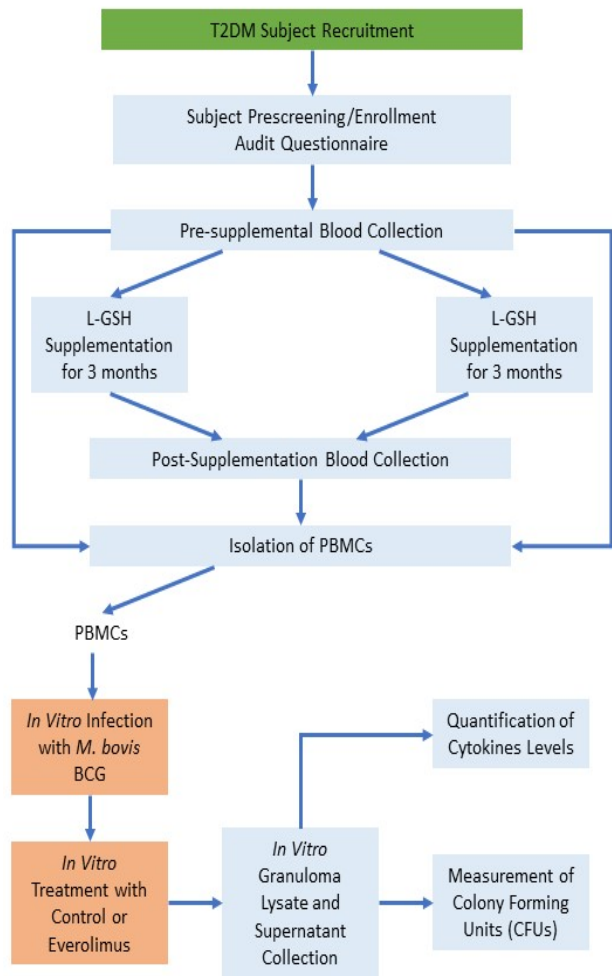 T2DM Subject Recruitment
Subject Prescreening/Enrollment
Audit Questionnaire
Pre-supplemental Blood Collection
L-GSH
Supplementation
for 3 months
L-GSH
Supplementation
for 3 months
Post-Supplementation Blood Collection
Isolation of PBMCs
PBMCs
In Vitro Infection
with M. bovis
BCG
Quantification of
Cytokines Levels
In Vitro
Treatment with
Control or
Everolimus
In Vitro
Granuloma
Lysate and
Supernatant
Collection
Measurement of
Colony Forming
Units (CFUs)